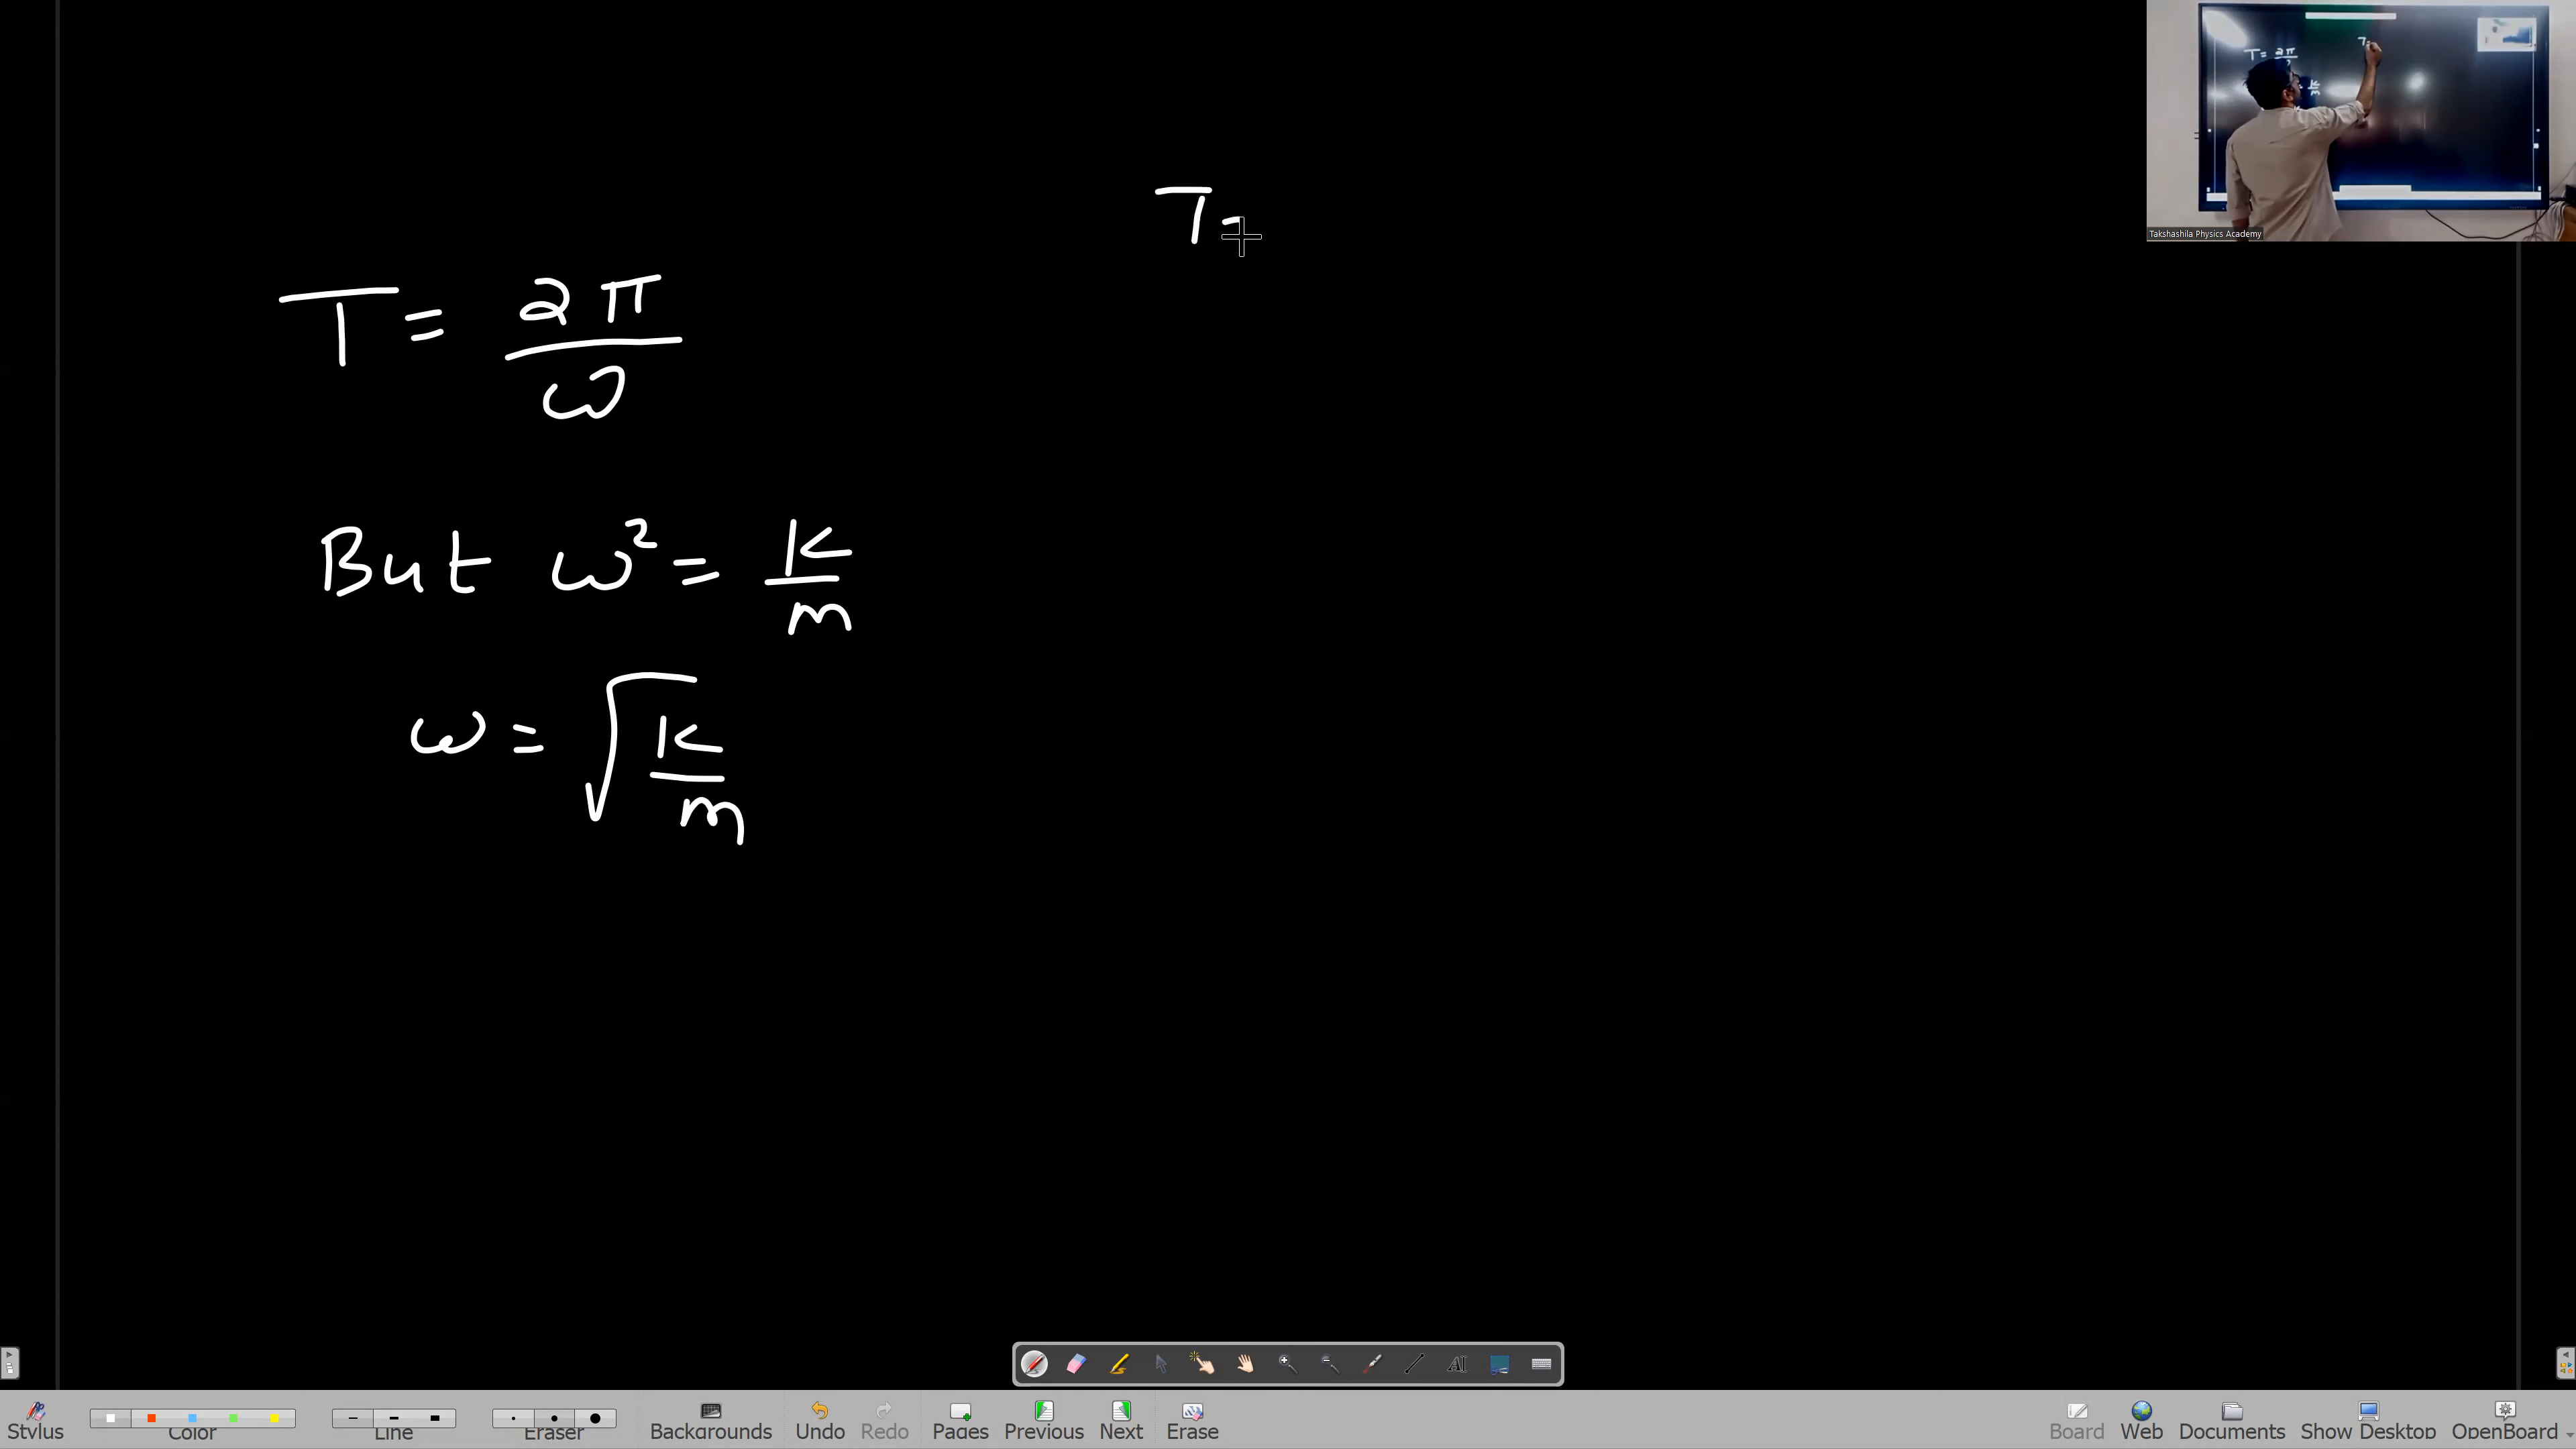 T = 2π/ω
But ω² = k/m
ω = √(k/m)
T =
Takshashila Physics Academy
Stylus Color Line Eraser Backgrounds Undo Redo Pages Previous Next Erase Board Web Documents Show Desktop OpenBoard